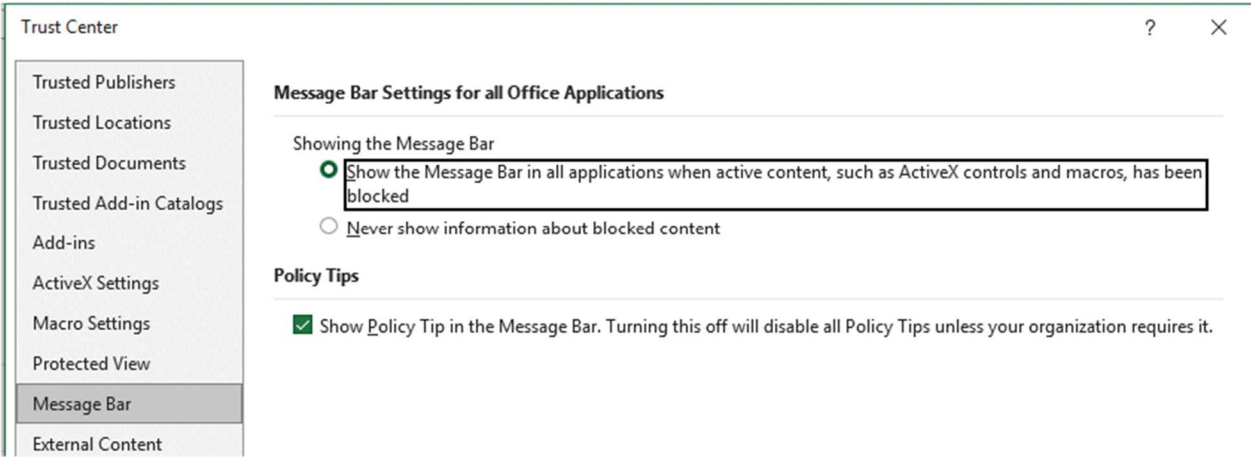 Trust Center
?
Trusted Publishers
Trusted Locations
Trusted Documents
Trusted Add-in Catalogs
Add-ins
ActiveX Settings
Macro Settings
Protected View
Message Bar
External Content
Message Bar Settings for all Office Applications
Showing the Message Bar
Show the Message Bar in all applications when active content, such as ActiveX controls and macros, has been
blocked
Never show information about blocked content
Policy Tips
Show Policy Tip in the Message Bar. Turning this off will disable all Policy Tips unless your organization requires it.